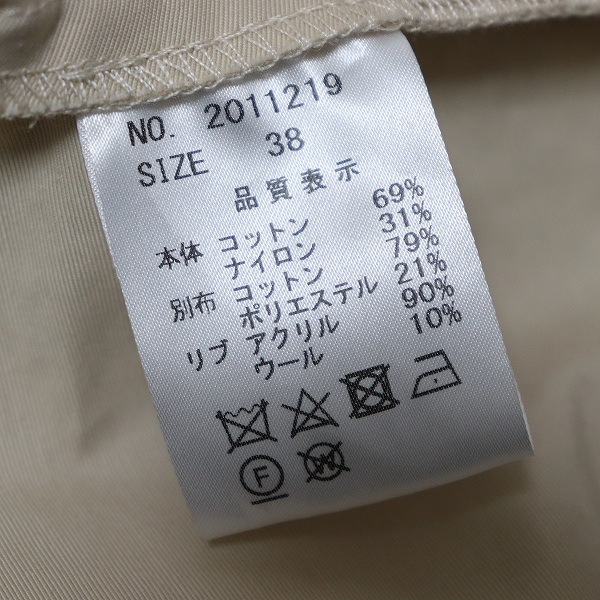 NO. 2011219
SIZE 38
品質表示
本体 コットン 69%
ナイロン 31%
別布 コットン 79%
ポリエステル 21%
リブ アクリル 90%
ウール 10%
F W